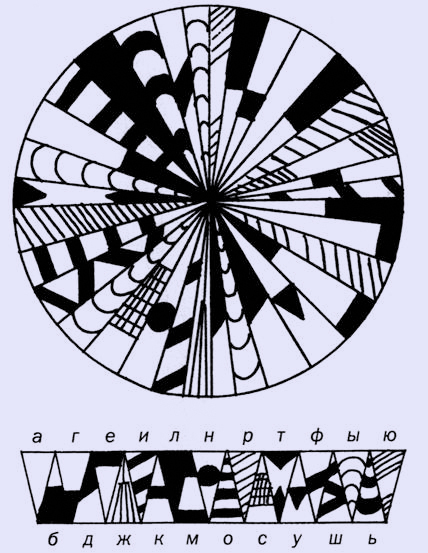 а г е и л н р т ф ы ю
б д ж к м о с у ш ь